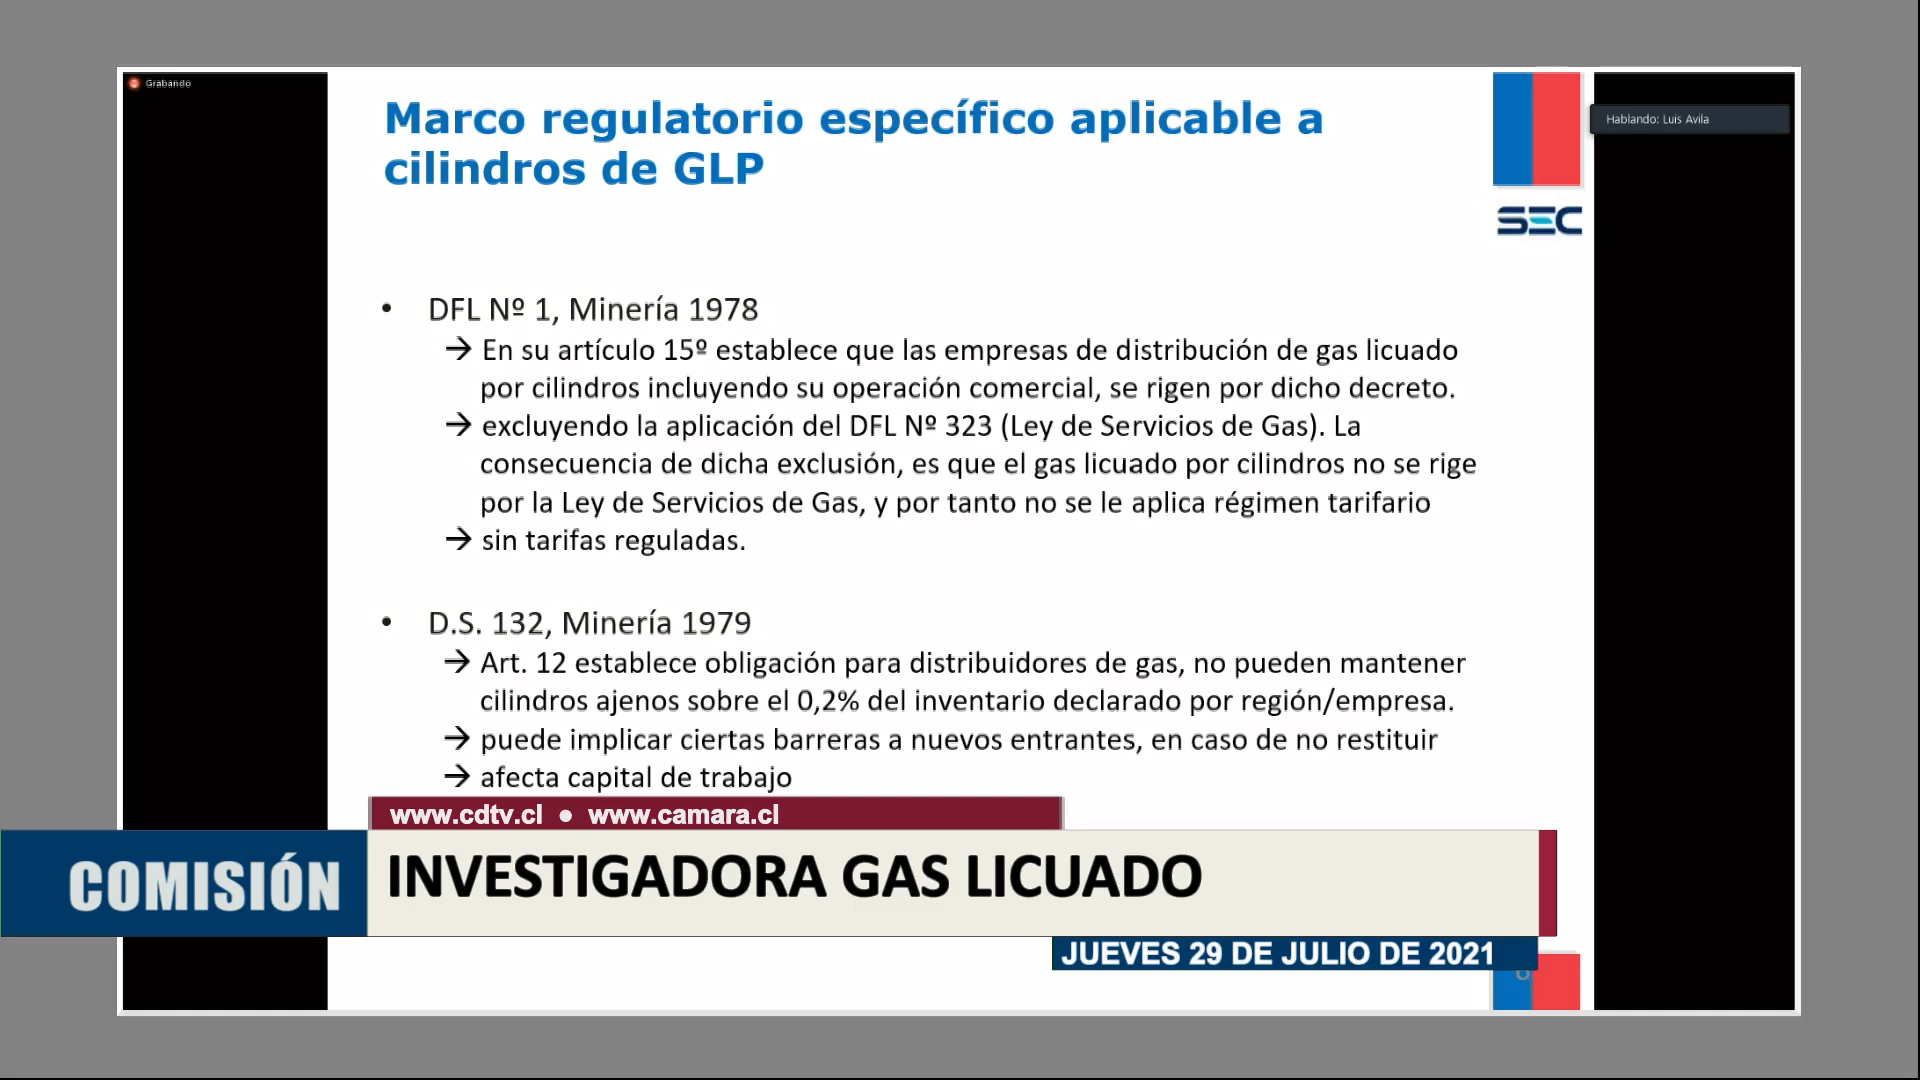 Grabando
Marco regulatorio específico aplicable a
cilindros de GLP
Hablando: Luis Avila
SEC
• DFL Nº 1, Minería 1978
→ En su artículo 15º establece que las empresas de distribución de gas licuado
por cilindros incluyendo su operación comercial, se rigen por dicho decreto.
→ excluyendo la aplicación del DFL Nº 323 (Ley de Servicios de Gas). La
consecuencia de dicha exclusión, es que el gas licuado por cilindros no se rige
por la Ley de Servicios de Gas, y por tanto no se le aplica régimen tarifario
→ sin tarifas reguladas.
• D.S. 132, Minería 1979
→ Art. 12 establece obligación para distribuidores de gas, no pueden mantener
cilindros ajenos sobre el 0,2% del inventario declarado por región/empresa.
→ puede implicar ciertas barreras a nuevos entrantes, en caso de no restituir
→ afecta capital de trabajo
www.cdtv.cl ● www.camara.cl
COMISIÓN
INVESTIGADORA GAS LICUADO
JUEVES 29 DE JULIO DE 2021